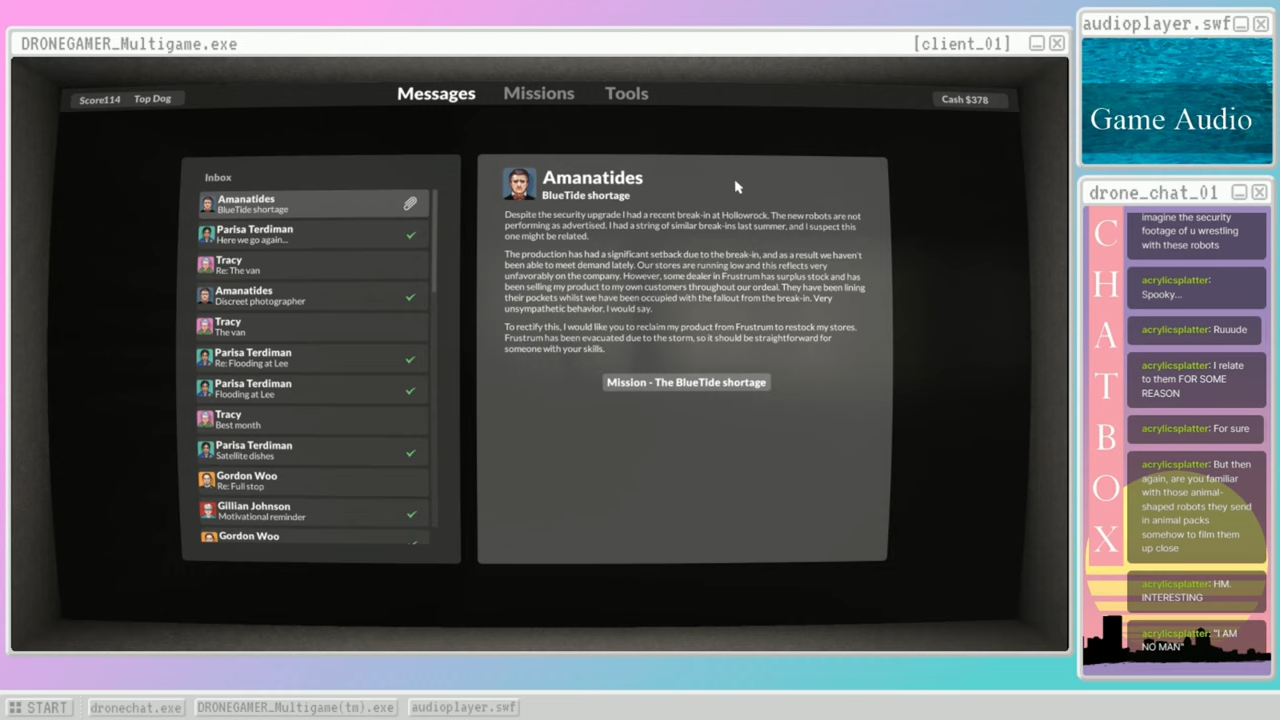 DRONEGAMER_Multigame.exe
[client_01]
Score114 Top Dog
Messages Missions Tools
Cash $378
Inbox
Amanatides
BlueTide shortage
Parisa Terdiman
Here we go again...
Tracy
Re: The van
Amanatides
Discreet photographer
Tracy
The van
Parisa Terdiman
Re: Flooding at Lee
Parisa Terdiman
Flooding at Lee
Tracy
Best month
Parisa Terdiman
Satellite dishes
Gordon Woo
Re: Full stop
Gillian Johnson
Motivational reminder
Gordon Woo
Amanatides
BlueTide shortage
Despite the security upgrade I had a recent break-in at Hollowrock. The new robots are not
performing as advertised. I had a string of similar break-ins last summer, and I suspect this
one might be related.
The production has had a significant setback due to the break-in, and as a result we haven't
been able to meet demand lately. Our stores are running low and this reflects very
unfavorably on the company. However, some dealer in Frustrum has surplus stock and has
been selling my product to my own customers throughout our ordeal. They have been lining
their pockets whilst we have been occupied with the fallout from the break-in. Very
unsympathetic behavior, I would say.
To rectify this, I would like you to reclaim my product from Frustrum to restock my stores.
Frustrum has been evacuated due to the storm, so it should be straightforward for
someone with your skills.
Mission - The BlueTide shortage
audioplayer.swf
Game Audio
drone_chat_01
CHATBOX
imagine the security
footage of u wrestling
with these robots
acrylicsplatter:
Spooky...
acrylicsplatter: Ruuude
acrylicsplatter: I relate
to them FOR SOME
REASON
acrylicsplatter: For sure
acrylicsplatter: But then
again, are you familiar
with those animal-
shaped robots they send
in animal packs
somehow to film them
up close
acrylicsplatter: HM.
INTERESTING
acrylicsplatter: "I AM
NO MAN"
START
dronechat.exe
DRONEGAMER_Multigame(tm).exe
audioplayer.swf